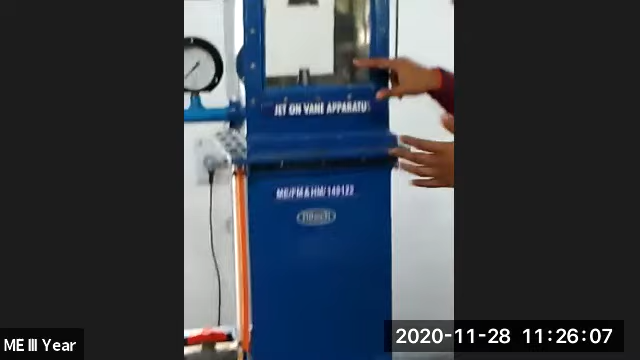 JET ON VANE APPARATU
ME/FM&HM/149122
ME III Year
2020-11-28 11:26:07